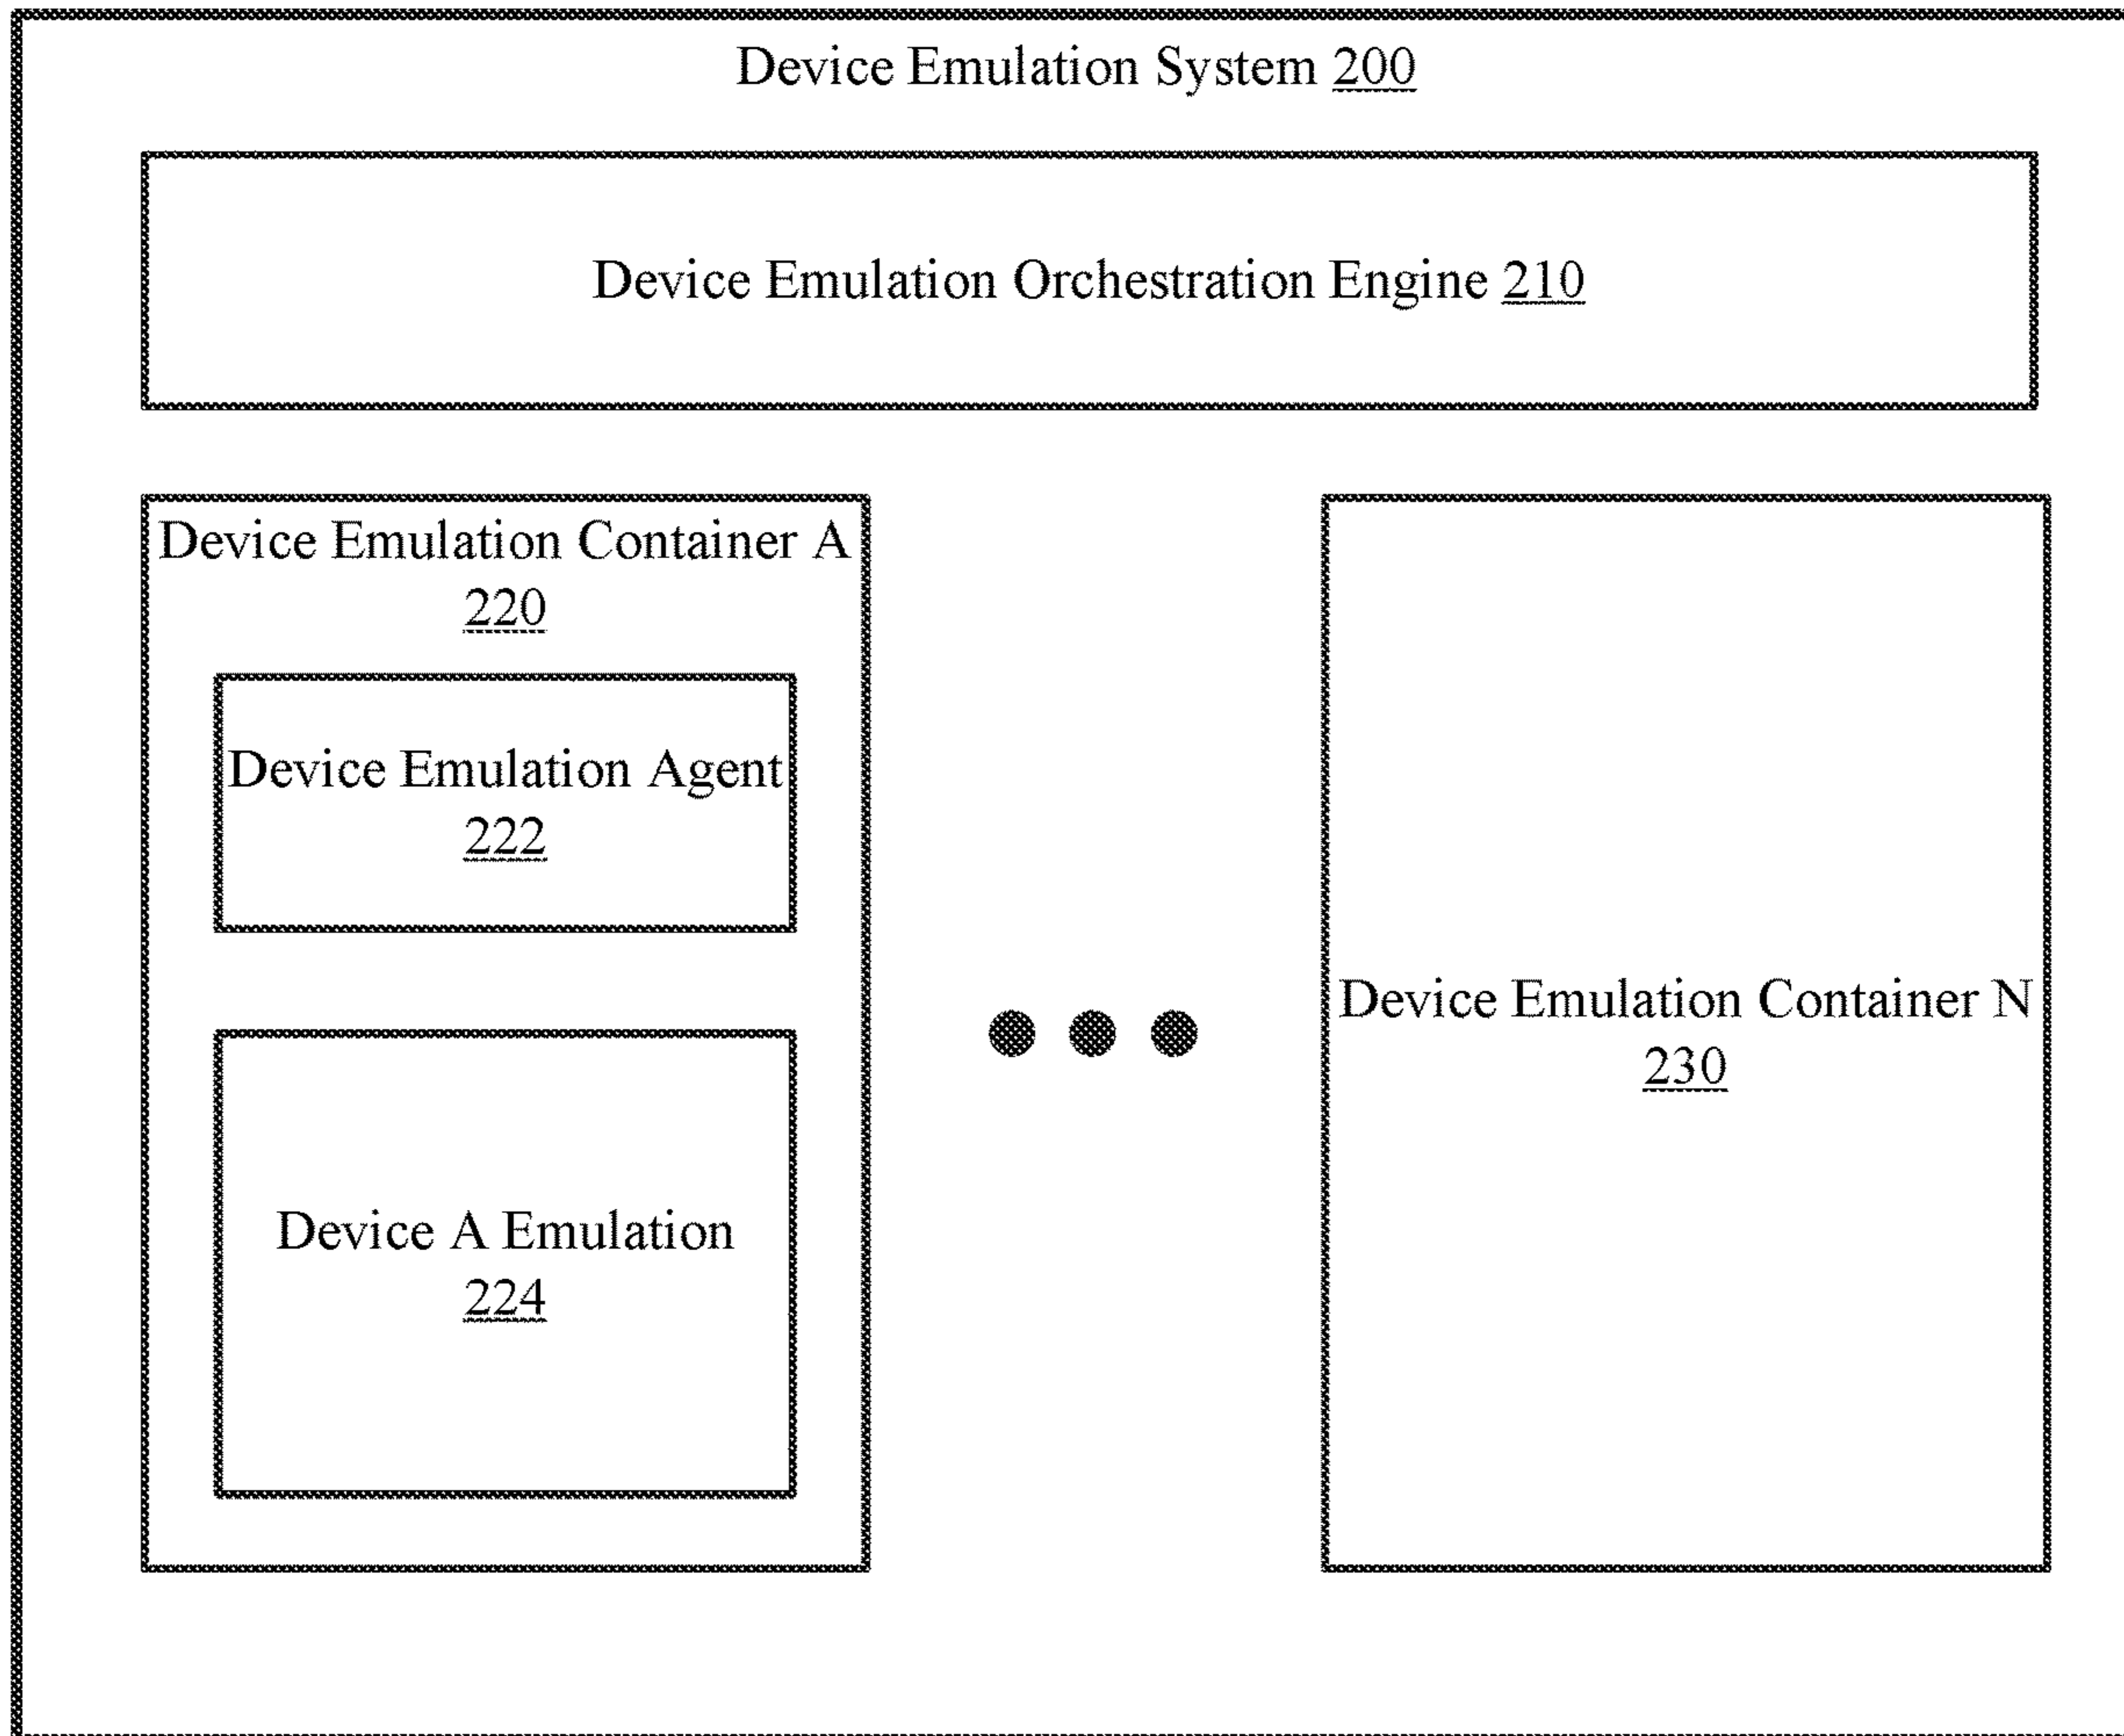 Device Emulation System 200
Device Emulation Orchestration Engine 210
Device Emulation Container A
220
Device Emulation Agent
222
Device A Emulation
224
Device Emulation Container N
230